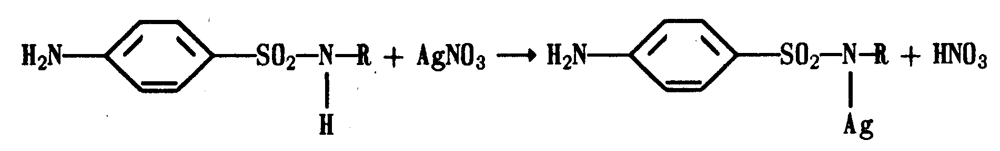 H₂N—SO₂—N—R + AgNO₃ → H₂N—SO₂—N—R + HNO₃
H Ag